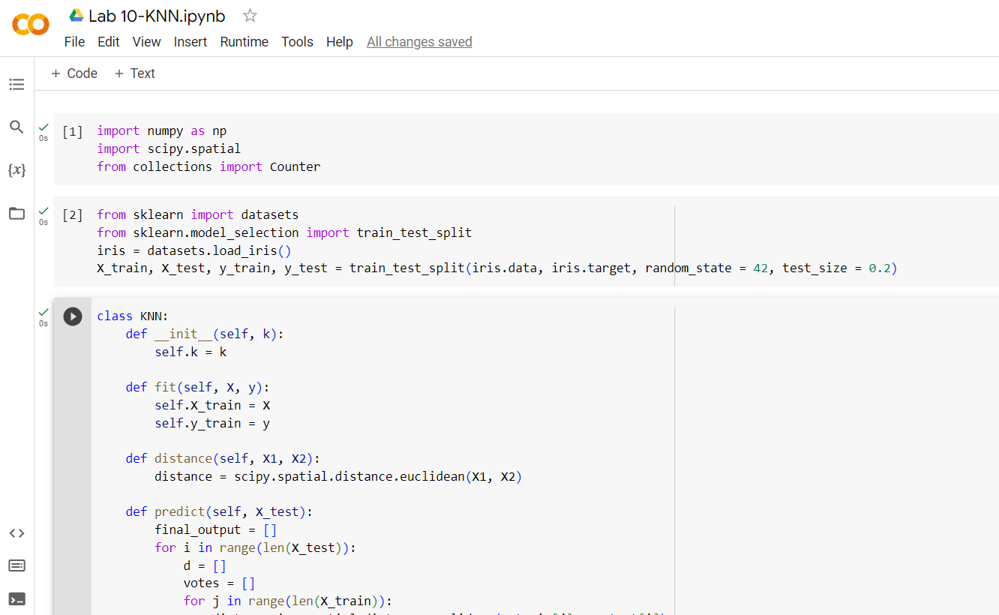 Lab 10-KNN.ipynb
File Edit View Insert Runtime Tools Help All changes saved
+ Code + Text
{x}
0s
[1]
import numpy as np
import scipy.spatial
from collections import Counter
0s
[2]
from sklearn import datasets
from sklearn.model_selection import train_test_split
iris = datasets.load_iris()
X_train, X_test, y_train, y_test = train_test_split(iris.data, iris.target, random_state = 42, test_size = 0.2)
0s
class KNN:
    def __init__(self, k):
        self.k = k
    def fit(self, X, y):
        self.X_train = X
        self.y_train = y
    def distance(self, X1, X2):
        distance = scipy.spatial.distance.euclidean(X1, X2)
    def predict(self, X_test):
        final_output = []
        for i in range(len(X_test)):
            d = []
            votes = []
            for j in range(len(X_train)):